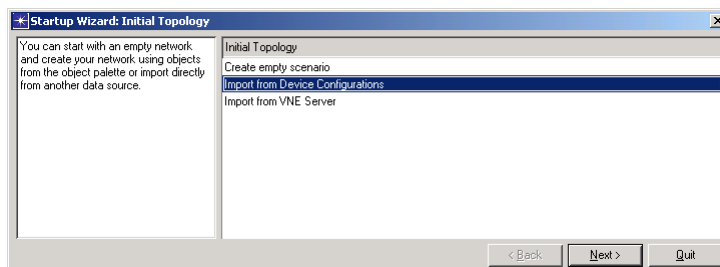 Startup Wizard: Initial Topology
You can start with an empty network
and create your network using objects
from the object palette or import directly
from another data source.
Initial Topology
Create empty scenario
Import from Device Configurations
Import from VNE Server
< Back
Next >
Quit